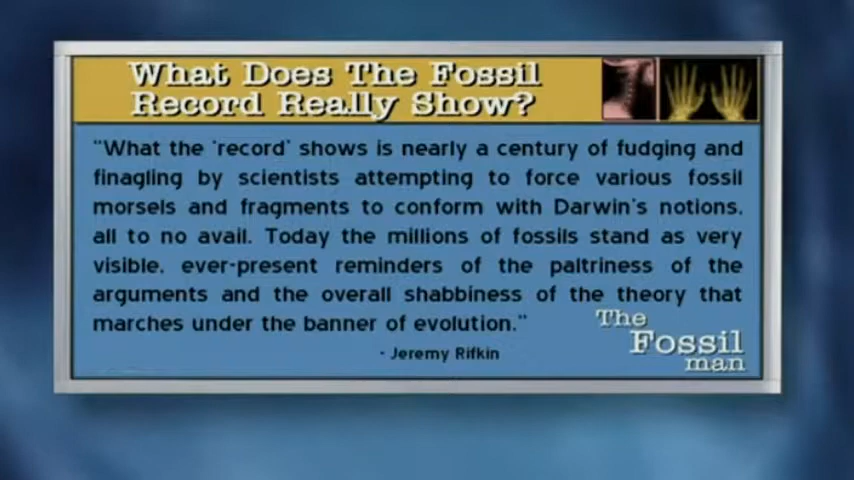 What Does The Fossil
Record Really Show?
"What the 'record' shows is nearly a century of fudging and
finagling by scientists attempting to force various fossil
morsels and fragments to conform with Darwin's notions,
all to no avail. Today the millions of fossils stand as very
visible, ever-present reminders of the paltriness of the
arguments and the overall shabbiness of the theory that
marches under the banner of evolution."
- Jeremy Rifkin
The
Fossil
man